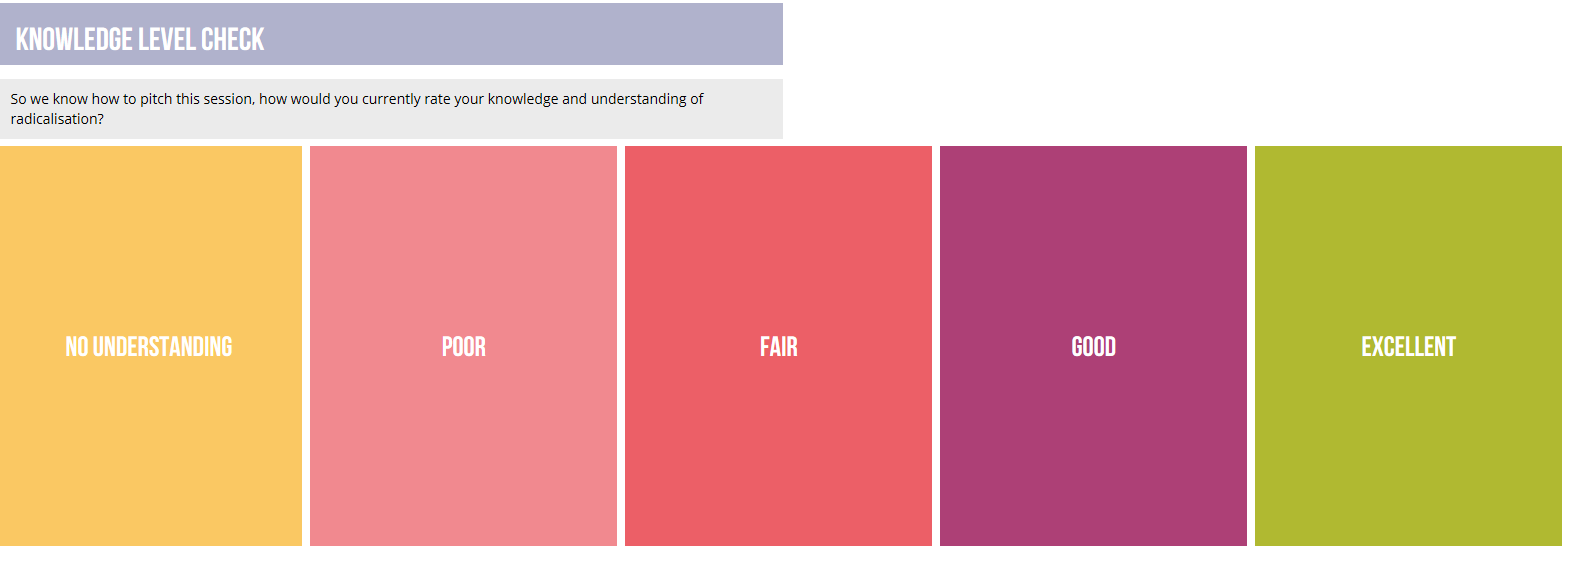 KNOWLEDGE LEVEL CHECK
So we know how to pitch this session, how would you currently rate your knowledge and understanding of
radicalisation?
NO UNDERSTANDING
POOR
FAIR
GOOD
EXCELLENT